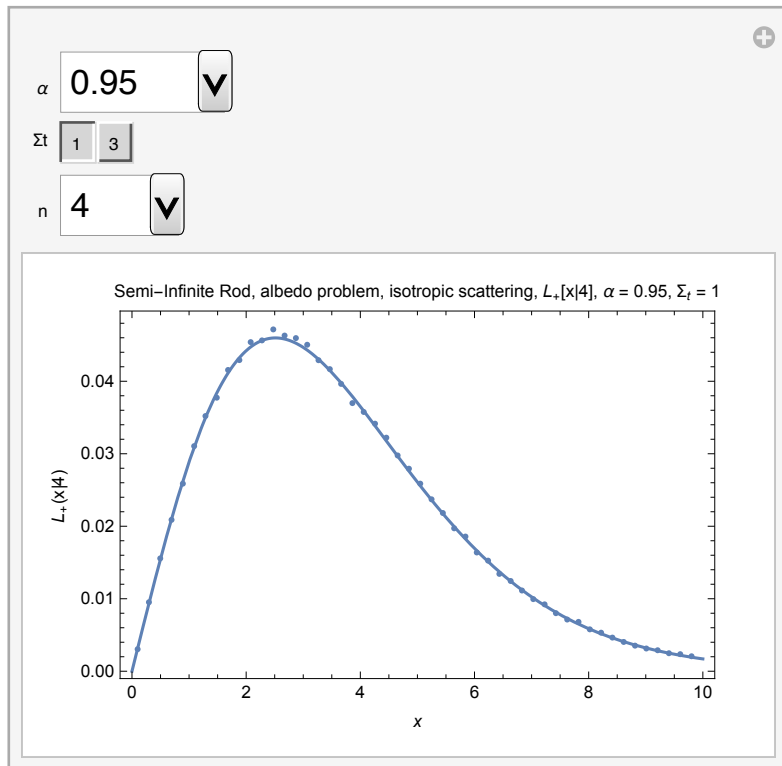 α 0.95
Σt 1 3
n 4
Semi−Infinite Rod, albedo problem, isotropic scattering, L₊[x|4], α = 0.95, Σₜ = 1
L₊(x|4)
0.04
0.03
0.02
0.01
0.00
0 2 4 6 8 10
x